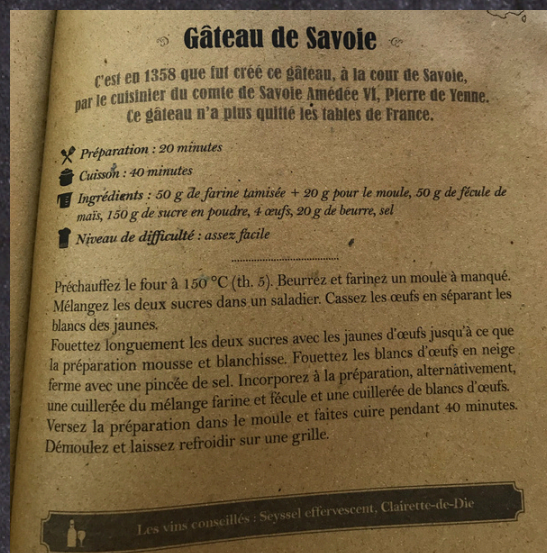 Gâteau de Savoie
C'est en 1358 que fut créé ce gâteau, à la cour de Savoie,
par le cuisinier du comte de Savoie Amédée VI, Pierre de Yenne.
Ce gâteau n'a plus quitté les tables de France.
Préparation : 20 minutes
Cuisson : 40 minutes
Ingrédients : 50 g de farine tamisée + 20 g pour le moule, 50 g de fécule de
maïs, 150 g de sucre en poudre, 4 œufs, 20 g de beurre, sel
Niveau de difficulté : assez facile
Préchauffez le four à 150 °C (th. 5). Beurrez et farinez un moule à manqué.
Mélangez les deux sucres dans un saladier. Cassez les œufs en séparant les
blancs des jaunes.
Fouettez longuement les deux sucres avec les jaunes d'œufs jusqu'à ce que
la préparation mousse et blanchisse. Fouettez les blancs d'œufs en neige
ferme avec une pincée de sel. Incorporez à la préparation, alternativement,
une cuillerée du mélange farine et fécule et une cuillerée de blancs d'œufs.
Versez la préparation dans le moule et faites cuire pendant 40 minutes.
Démoulez et laissez refroidir sur une grille.
Les vins conseillés : Seyssel effervescent, Clairette-de-Die